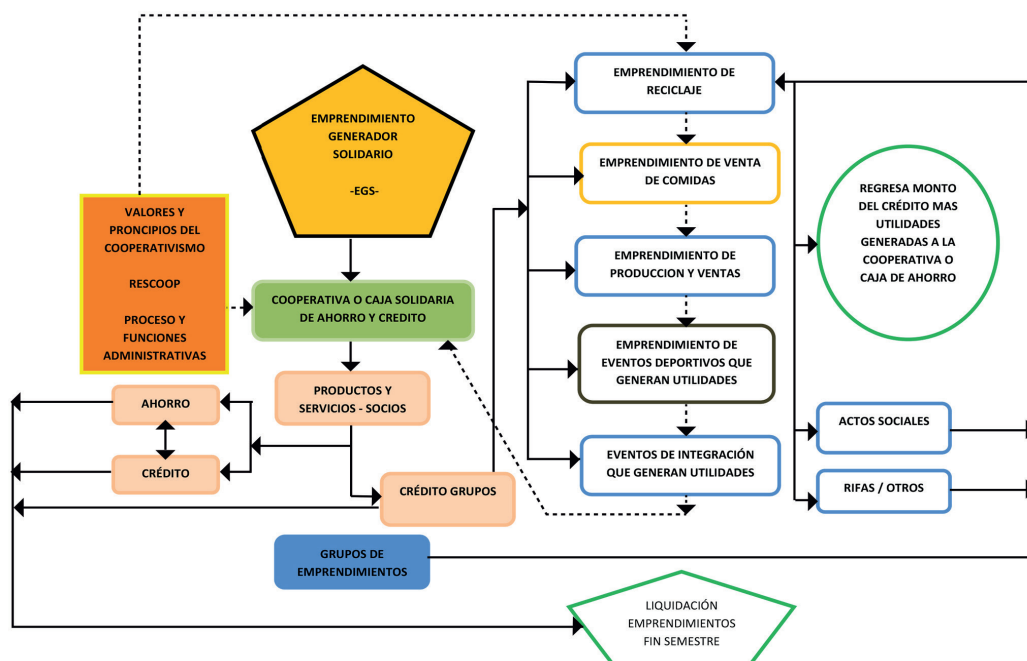 EMPRENDIMIENTO
GENERADOR
SOLIDARIO
-EGS-
VALORES Y
PRONCIPIOS DEL
COOPERATIVISMO
RESCOOP
PROCESO Y
FUNCIONES
ADMINISTRATIVAS
COOPERATIVA O CAJA SOLIDARIA
DE AHORRO Y CREDITO
PRODUCTOS Y
SERVICIOS - SOCIOS
AHORRO
CRÉDITO
CRÉDITO GRUPOS
GRUPOS DE
EMPRENDIMIENTOS
EMPRENDIMIENTO DE
RECICLAJE
EMPRENDIMIENTO DE VENTA
DE COMIDAS
EMPRENDIMIENTO DE
PRODUCCION Y VENTAS
EMPRENDIMIENTO DE
EVENTOS DEPORTIVOS QUE
GENERAN UTILIDADES
EVENTOS DE INTEGRACIÓN
QUE GENERAN UTILIDADES
REGRESA MONTO
DEL CRÉDITO MAS
UTILIDADES
GENERADAS A LA
COOPERATIVA O
CAJA DE AHORRO
ACTOS SOCIALES
RIFAS / OTROS
LIQUIDACIÓN
EMPRENDIMIENTOS
FIN SEMESTRE